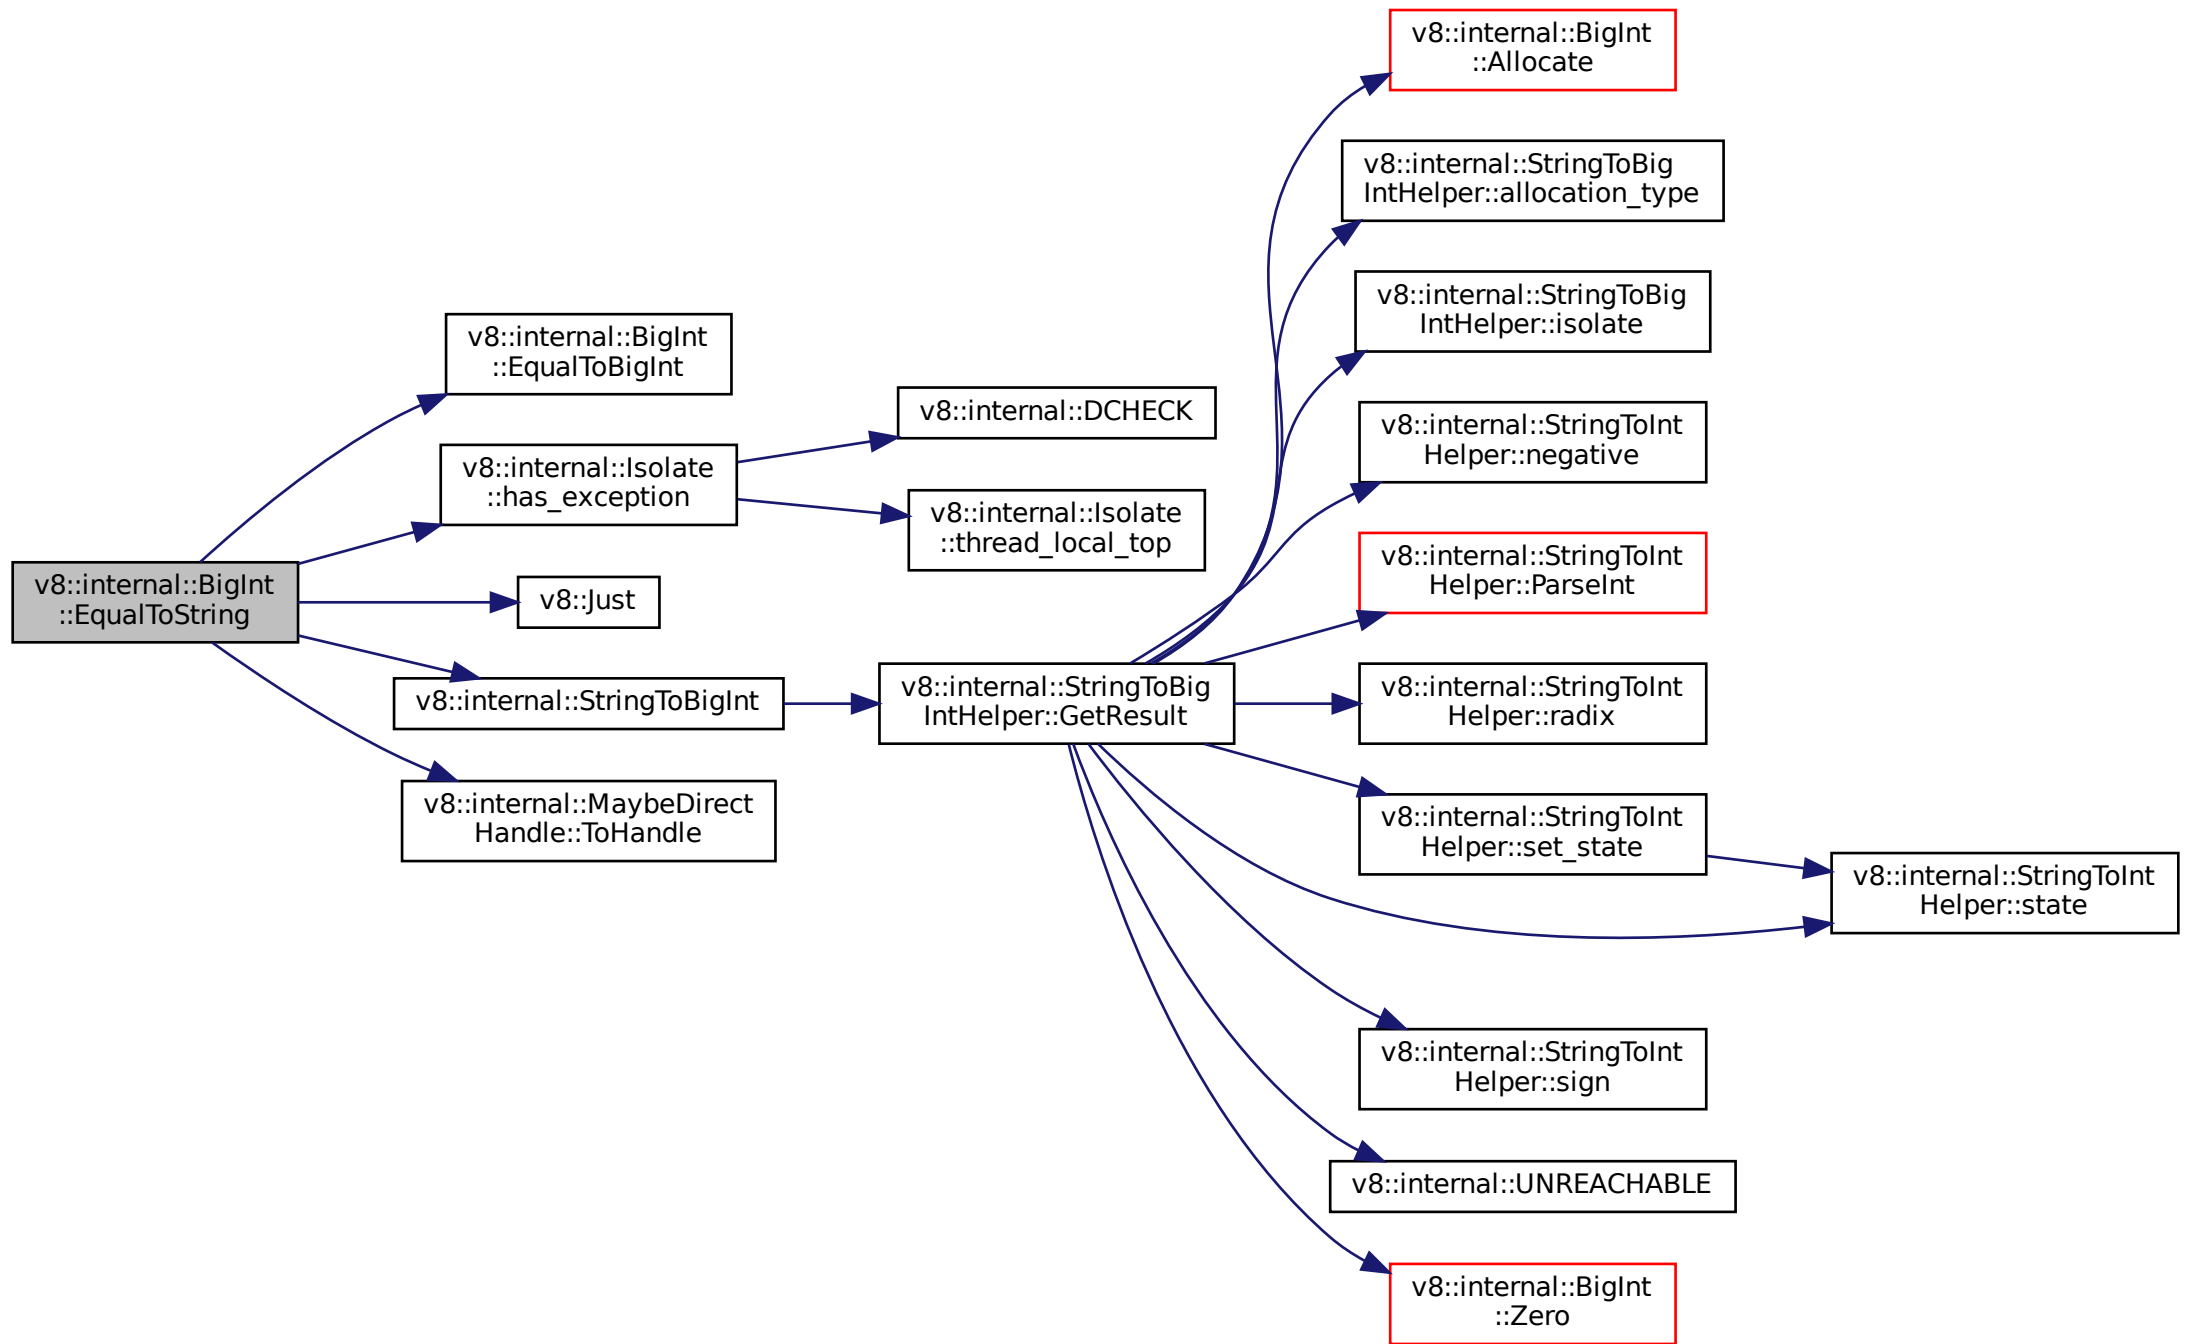 v8::internal::BigInt
::EqualToString
v8::internal::BigInt
::EqualToBigInt
v8::internal::Isolate
::has_exception
v8::Just
v8::internal::StringToBigInt
v8::internal::MaybeDirect
Handle::ToHandle
v8::internal::DCHECK
v8::internal::Isolate
::thread_local_top
v8::internal::StringToBig
IntHelper::GetResult
v8::internal::BigInt
::Allocate
v8::internal::StringToBig
IntHelper::allocation_type
v8::internal::StringToBig
IntHelper::isolate
v8::internal::StringToInt
Helper::negative
v8::internal::StringToInt
Helper::ParseInt
v8::internal::StringToInt
Helper::radix
v8::internal::StringToInt
Helper::set_state
v8::internal::StringToInt
Helper::state
v8::internal::StringToInt
Helper::sign
v8::internal::UNREACHABLE
v8::internal::BigInt
::Zero